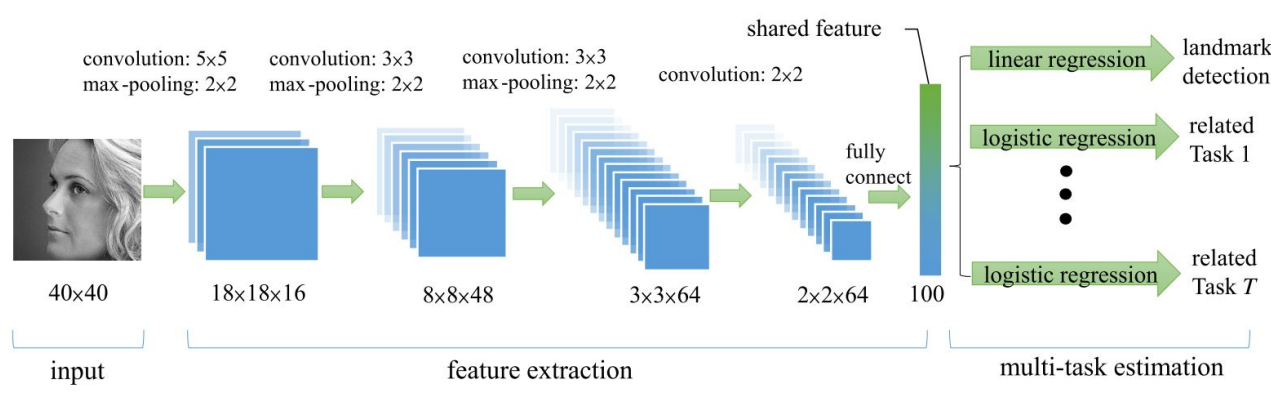 shared feature
convolution: 5×5
max-pooling: 2×2
convolution: 3×3
max-pooling: 2×2
convolution: 3×3
max-pooling: 2×2
convolution: 2×2
fully
connect
linear regression
landmark
detection
logistic regression
related
Task 1
logistic regression
related
Task T
40×40
18×18×16
8×8×48
3×3×64
2×2×64
100
input
feature extraction
multi-task estimation